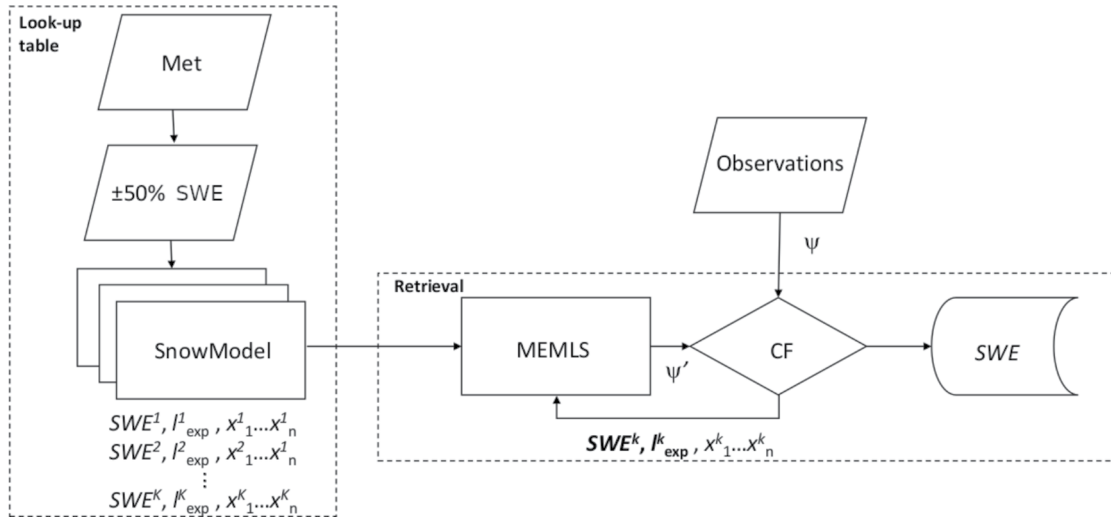 Look-up
table
Met
±50% SWE
SnowModel
SWE¹, l¹exp , x¹₁...x¹ₙ
SWE², l²exp , x²₁...x¹ₙ
⋮
SWEᴷ, lᴷexp , xᴷ₁...xᴷₙ
Observations
ψ
Retrieval
MEMLS
ψ′
CF
SWE
SWEᵏ, lᵏexp , xᵏ₁...xᵏₙ